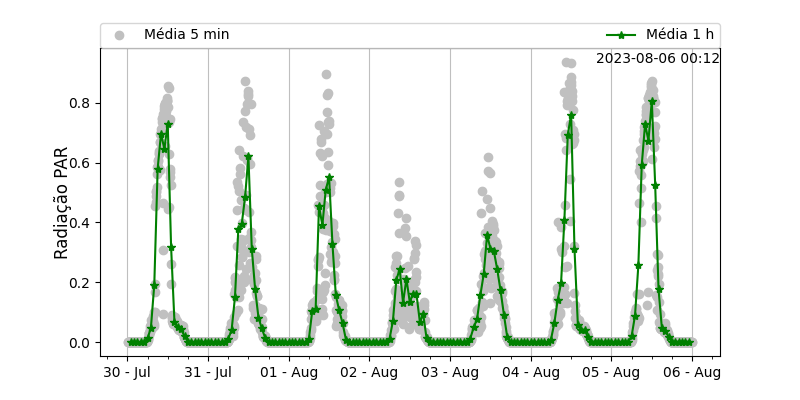 Média 5 min
Média 1 h
2023-08-06 00:12
Radiação PAR
0.8
0.6
0.4
0.2
0.0
30 - Jul
31 - Jul
01 - Aug
02 - Aug
03 - Aug
04 - Aug
05 - Aug
06 - Aug